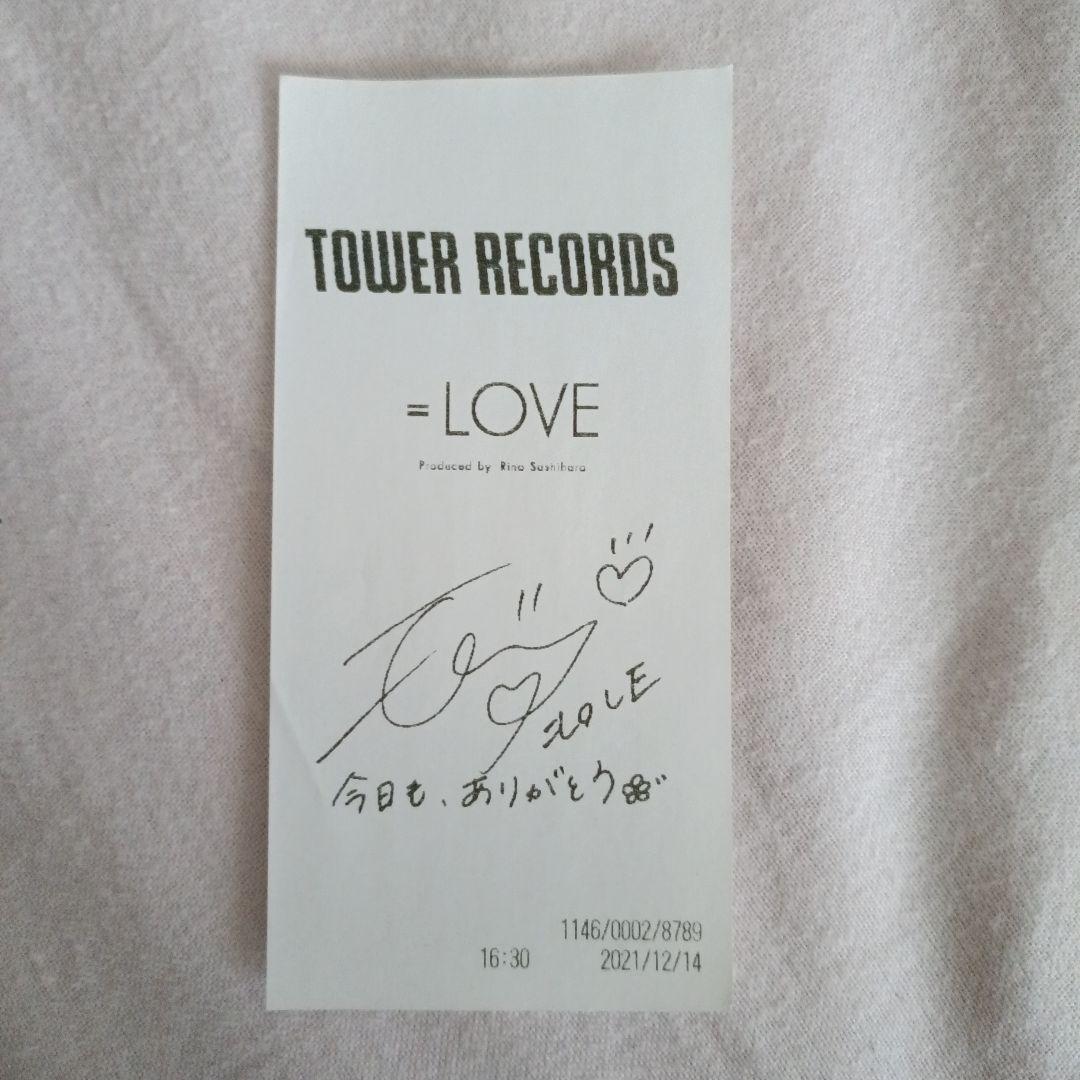 TOWER RECORDS
=LOVE
Produced by Rino Sashihara
=LOVE
今日も、ありがとう
1146/0002/8789
16:30 2021/12/14